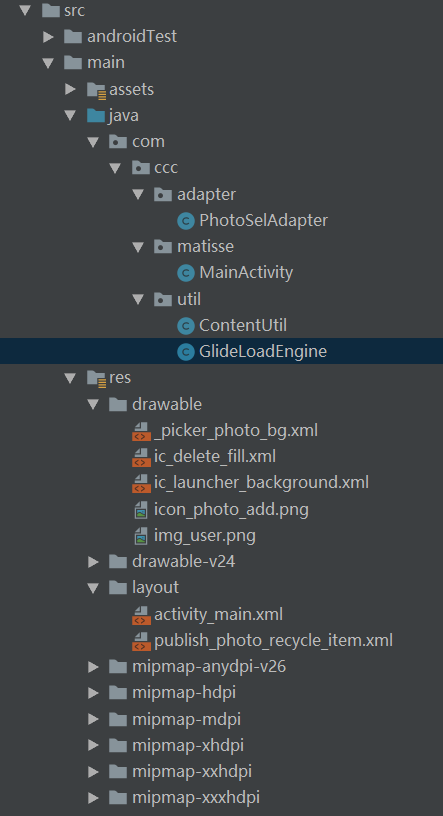 src
androidTest
main
assets
java
com
ccc
adapter
PhotoSelAdapter
matisse
MainActivity
util
ContentUtil
GlideLoadEngine
res
drawable
_picker_photo_bg.xml
ic_delete_fill.xml
ic_launcher_background.xml
icon_photo_add.png
img_user.png
drawable-v24
layout
activity_main.xml
publish_photo_recycle_item.xml
mipmap-anydpi-v26
mipmap-hdpi
mipmap-mdpi
mipmap-xhdpi
mipmap-xxhdpi
mipmap-xxxhdpi